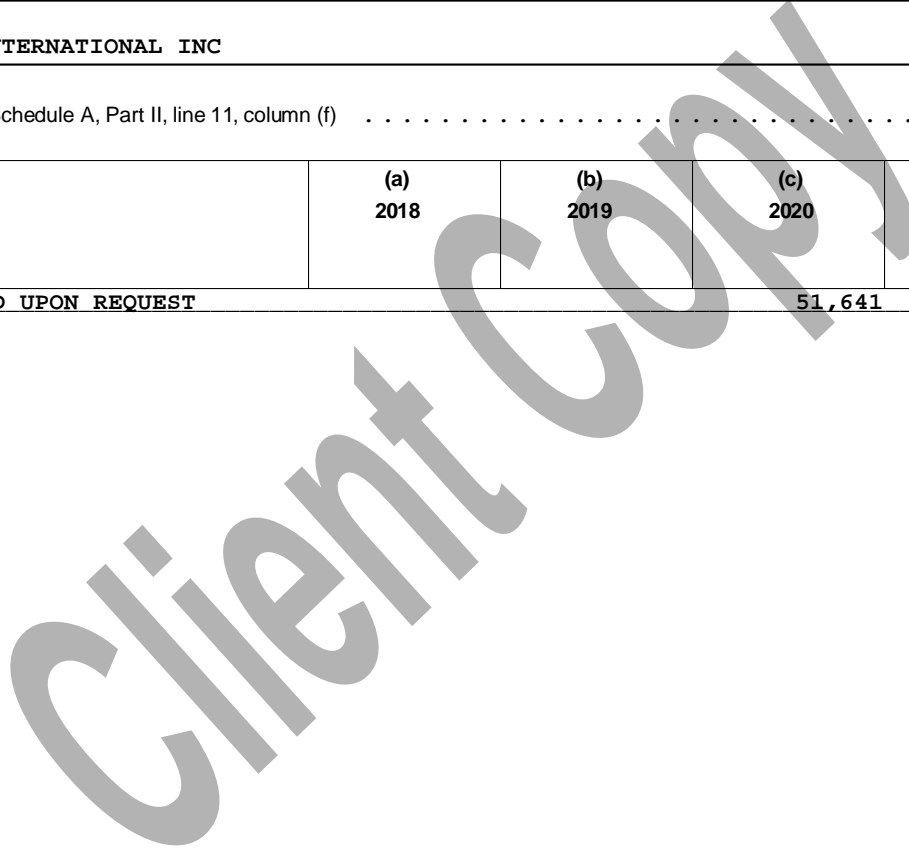 TERNATIONAL INC
chedule A, Part II, line 11, column (f) . . . . . . . . . . . . . . . . . . . . . . . . . . . .
(a) (b) (c)
2018 2019 2020
UPON REQUEST 51,641
Client Copy